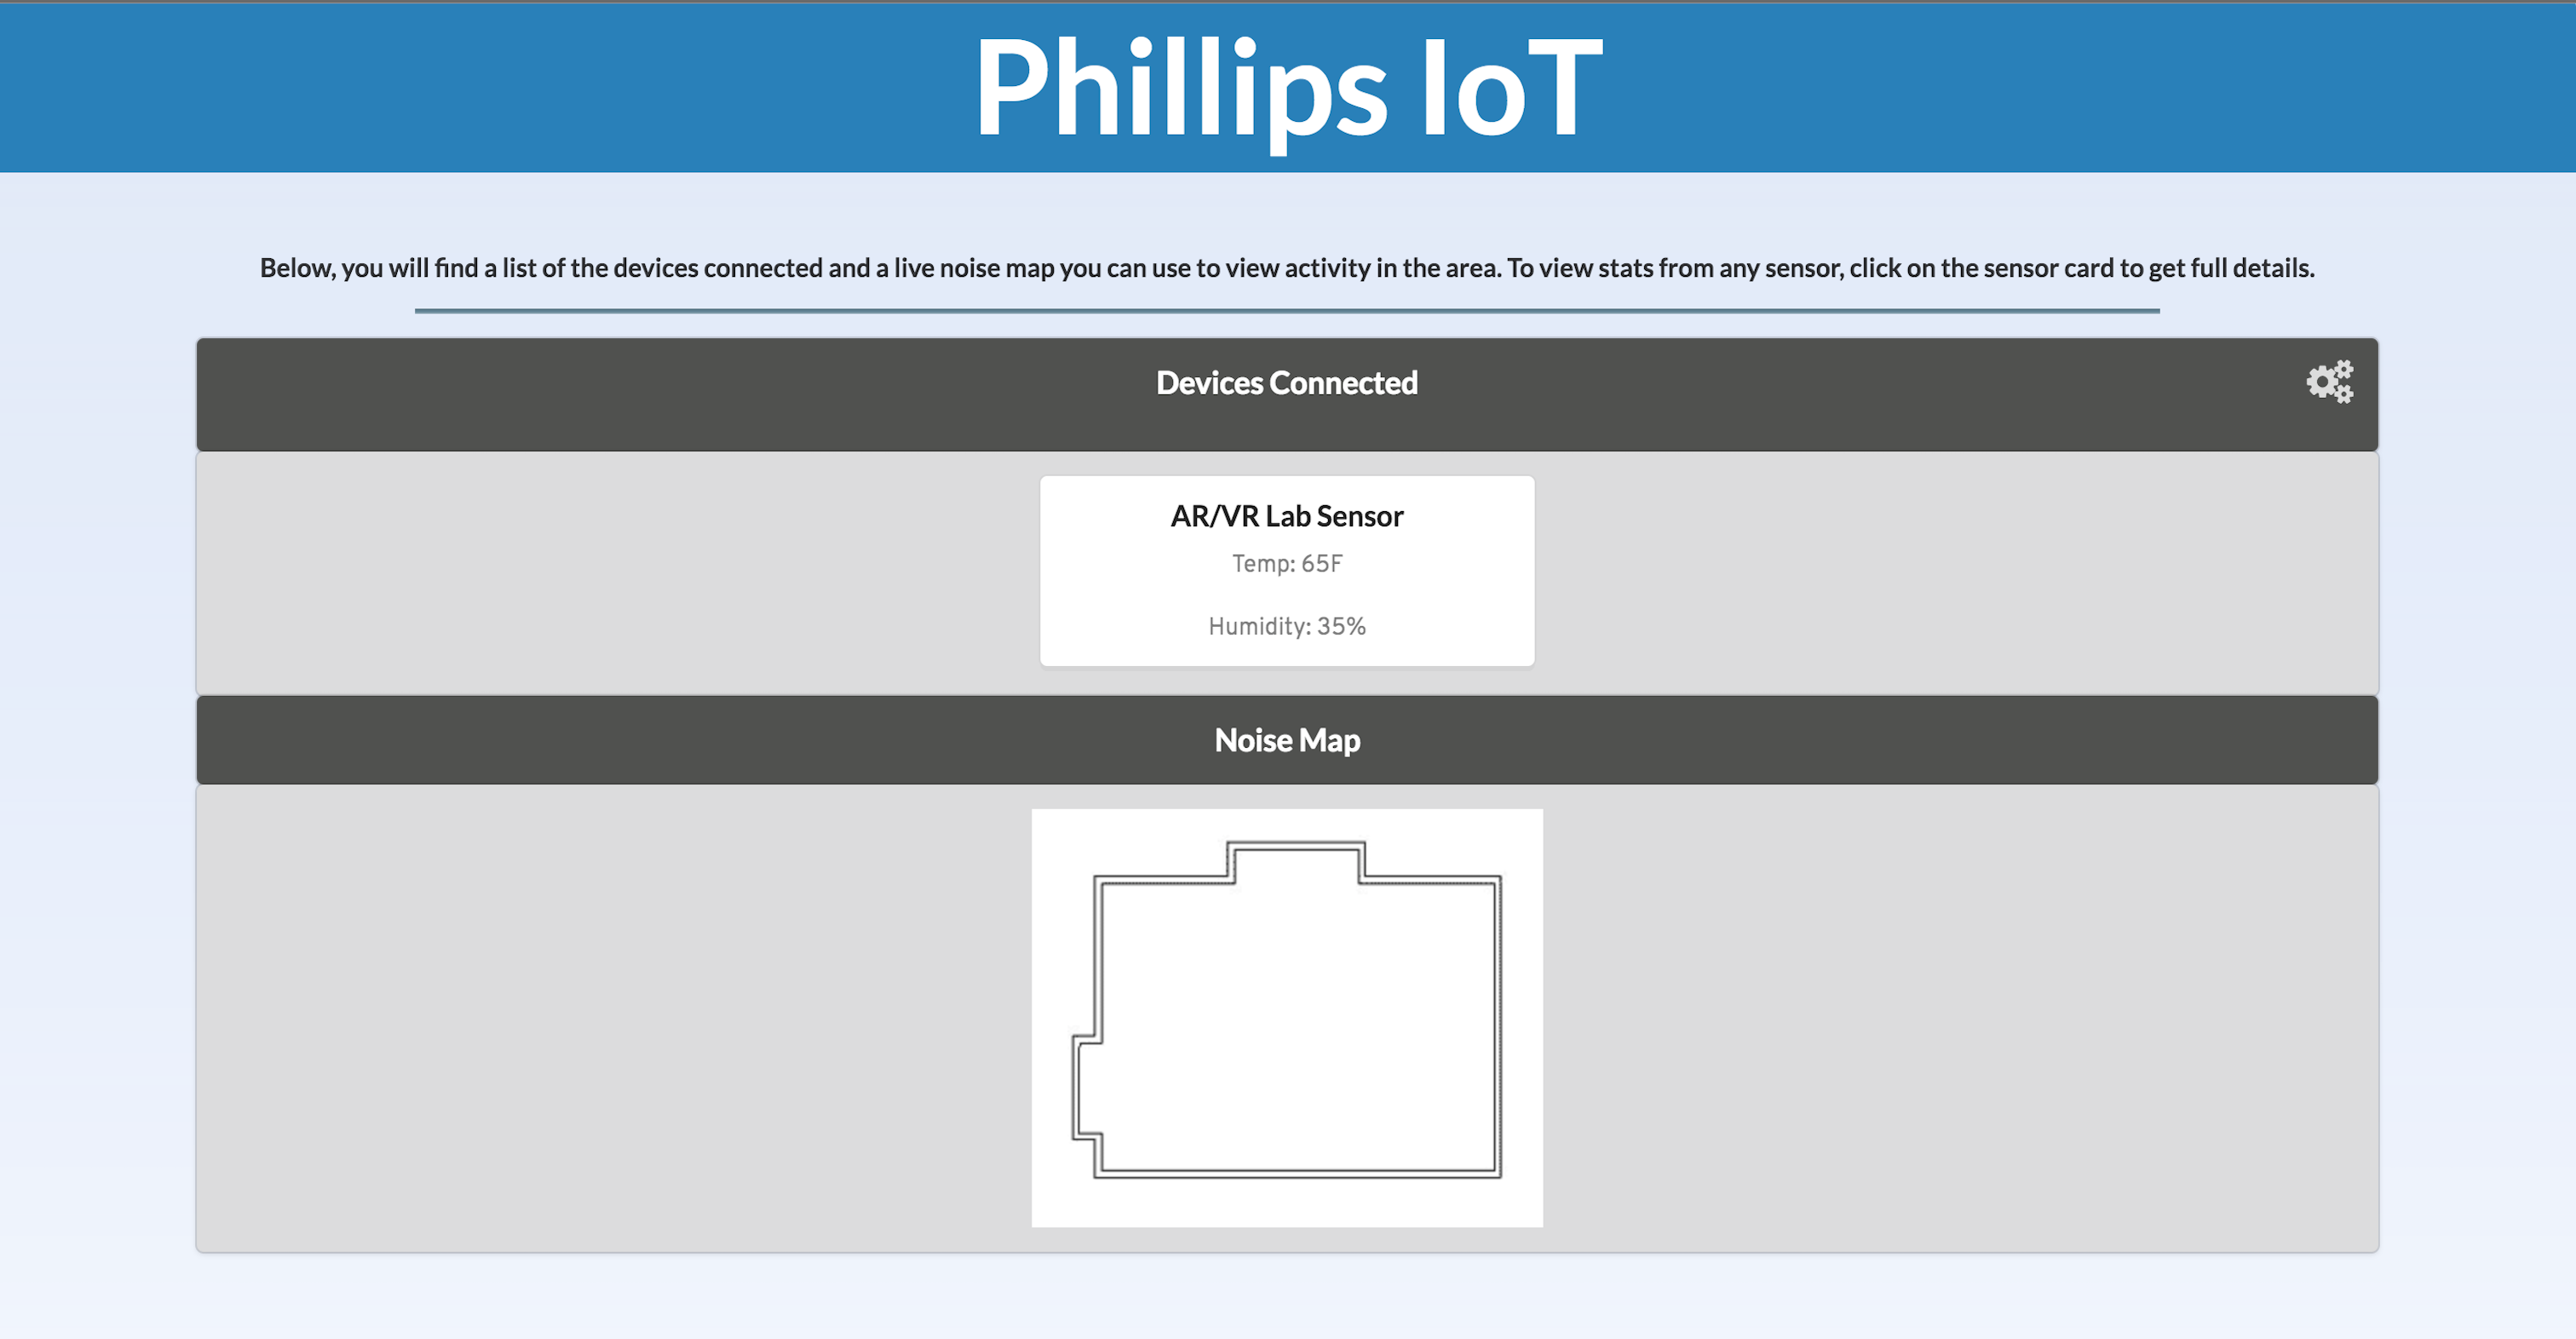 Phillips IoT
Below, you will find a list of the devices connected and a live noise map you can use to view activity in the area. To view stats from any sensor, click on the sensor card to get full details.
Devices Connected
AR/VR Lab Sensor
Temp: 65F
Humidity: 35%
Noise Map